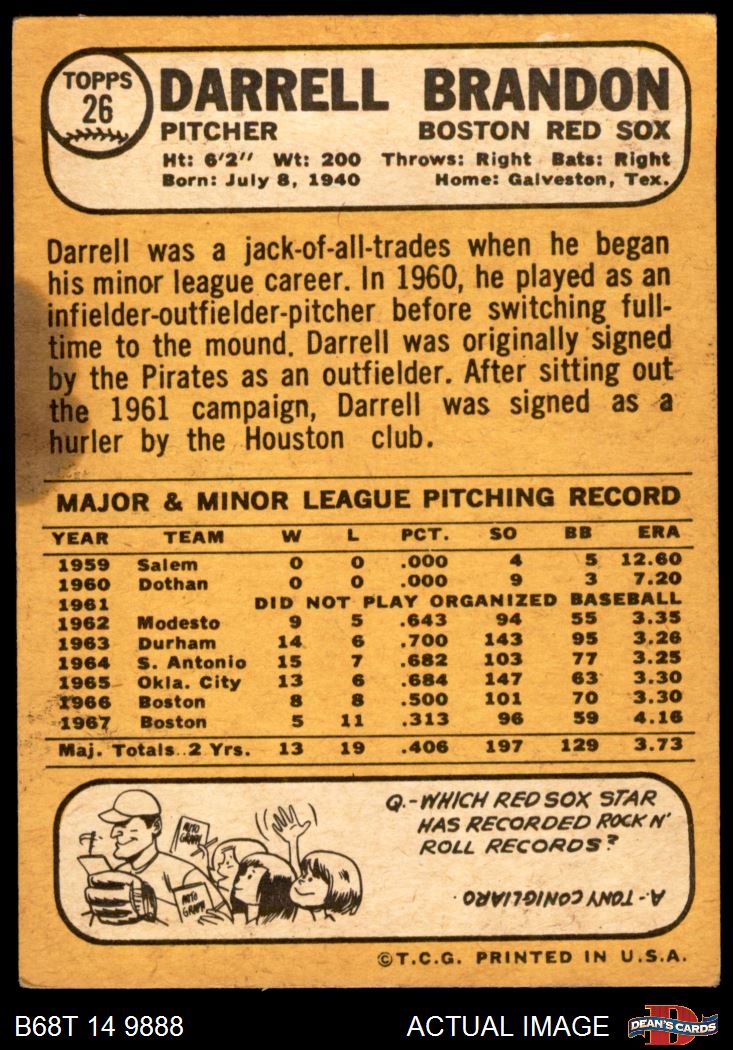 TOPPS
26
DARRELL BRANDON
PITCHER BOSTON RED SOX
Ht: 6'2" Wt: 200 Throws: Right Bats: Right
Born: July 8, 1940 Home: Galveston, Tex.
Darrell was a jack-of-all-trades when he began
his minor league career. In 1960, he played as an
infielder-outfielder-pitcher before switching full-
time to the mound. Darrell was originally signed
by the Pirates as an outfielder. After sitting out
the 1961 campaign, Darrell was signed as a
hurler by the Houston club.
MAJOR & MINOR LEAGUE PITCHING RECORD
YEAR TEAM W L PCT. SO BB ERA
1959 Salem 0 0 .000 4 5 12.60
1960 Dothan 0 0 .000 9 3 7.20
1961 DID NOT PLAY ORGANIZED BASEBALL
1962 Modesto 9 5 .643 94 55 3.35
1963 Durham 14 6 .700 143 95 3.26
1964 S. Antonio 15 7 .682 103 77 3.25
1965 Okla. City 13 6 .684 147 63 3.30
1966 Boston 8 8 .500 101 70 3.30
1967 Boston 5 11 .313 96 59 4.16
Maj. Totals..2 Yrs. 13 19 .406 197 129 3.73
AUTO
GRAPH
AUTO
GRAPH
Q.-WHICH RED SOX STAR
HAS RECORDED ROCK N'
ROLL RECORDS?
A.-TONY CONIGLIARO
©T.C.G. PRINTED IN U.S.A.
B68T 14 9888 ACTUAL IMAGE
D
DEAN'S CARDS